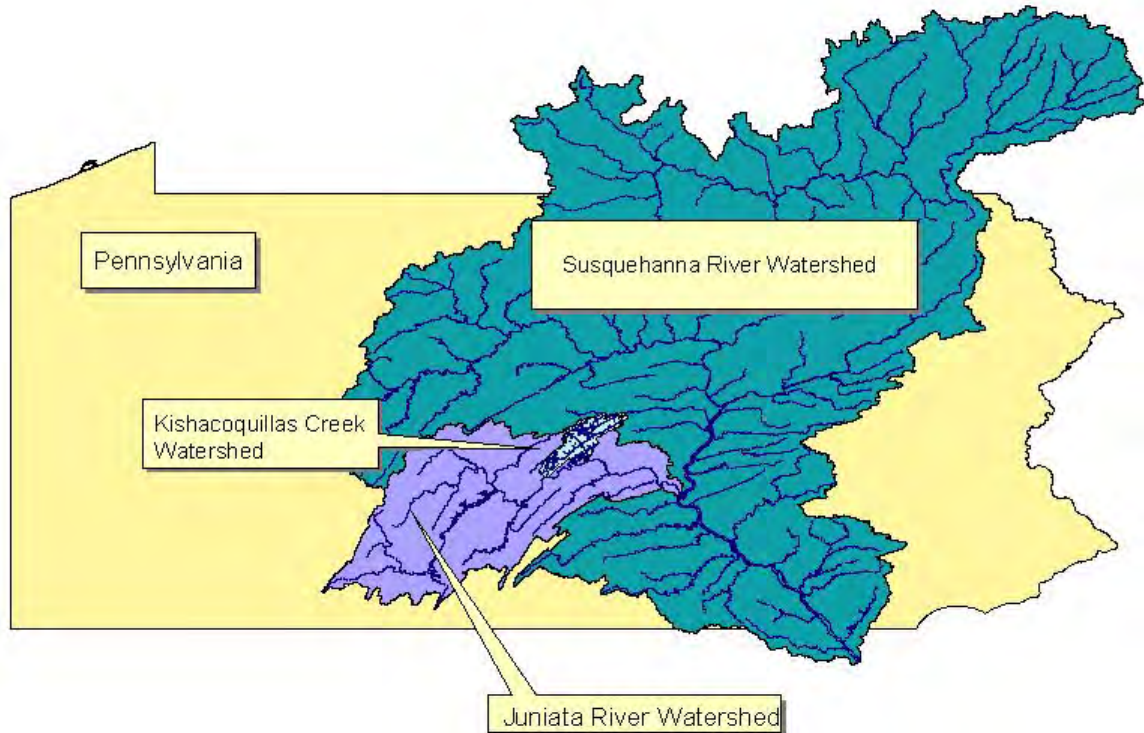 Pennsylvania
Susquehanna River Watershed
Kishacoquillas Creek
Watershed
Juniata River Watershed